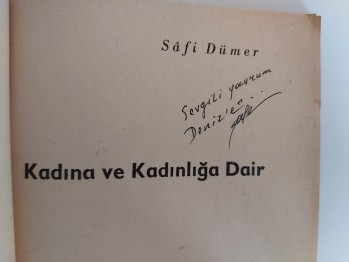 Sâfi Dümer
Sevgili yavrum
Deniz'e...
Kadına ve Kadınlığa Dair